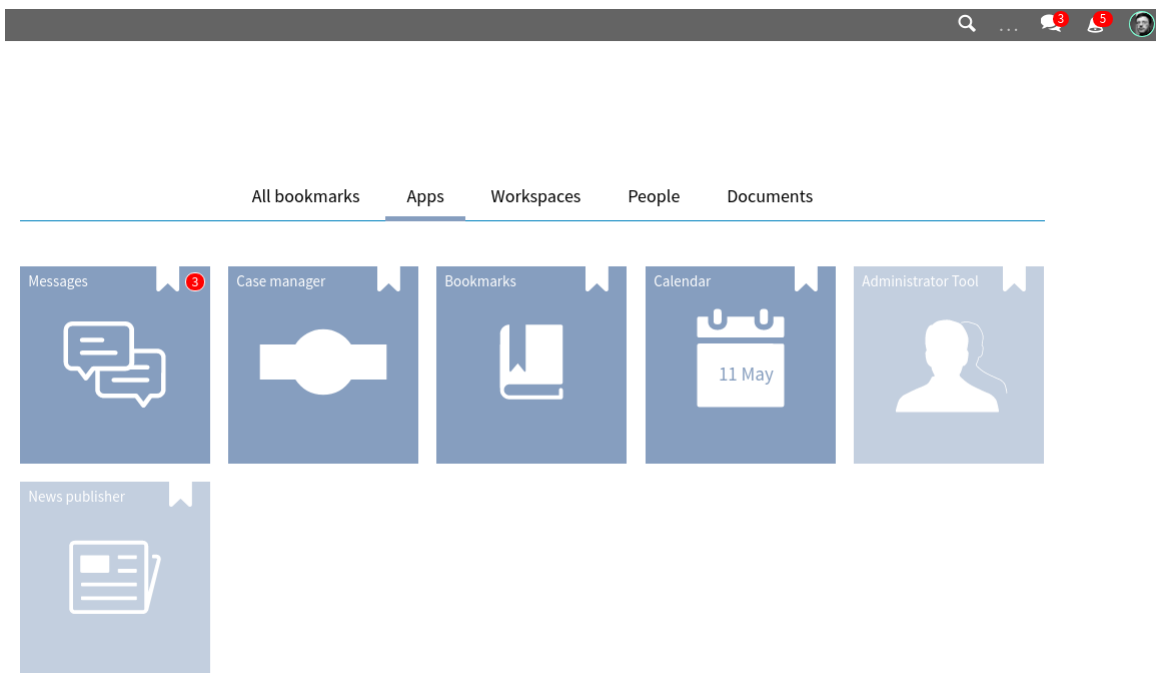 ... 3 5
All bookmarks Apps Workspaces People Documents
Messages 3 Case manager Bookmarks Calendar Administrator Tool
11 May
News publisher